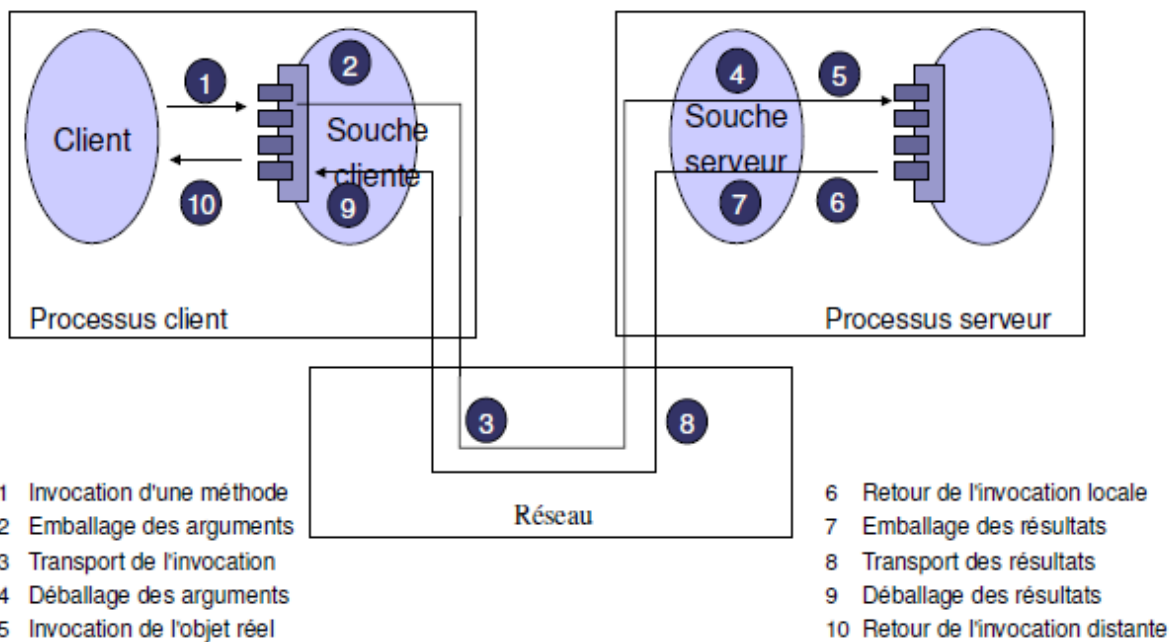 1
2
4
5
Client
Souche
cliente
Souche
serveur
10
9
7
6
Processus client
Processus serveur
3
8
Réseau
1 Invocation d'une méthode
2 Emballage des arguments
3 Transport de l'invocation
4 Déballage des arguments
5 Invocation de l'objet réel
6 Retour de l'invocation locale
7 Emballage des résultats
8 Transport des résultats
9 Déballage des résultats
10 Retour de l'invocation distante